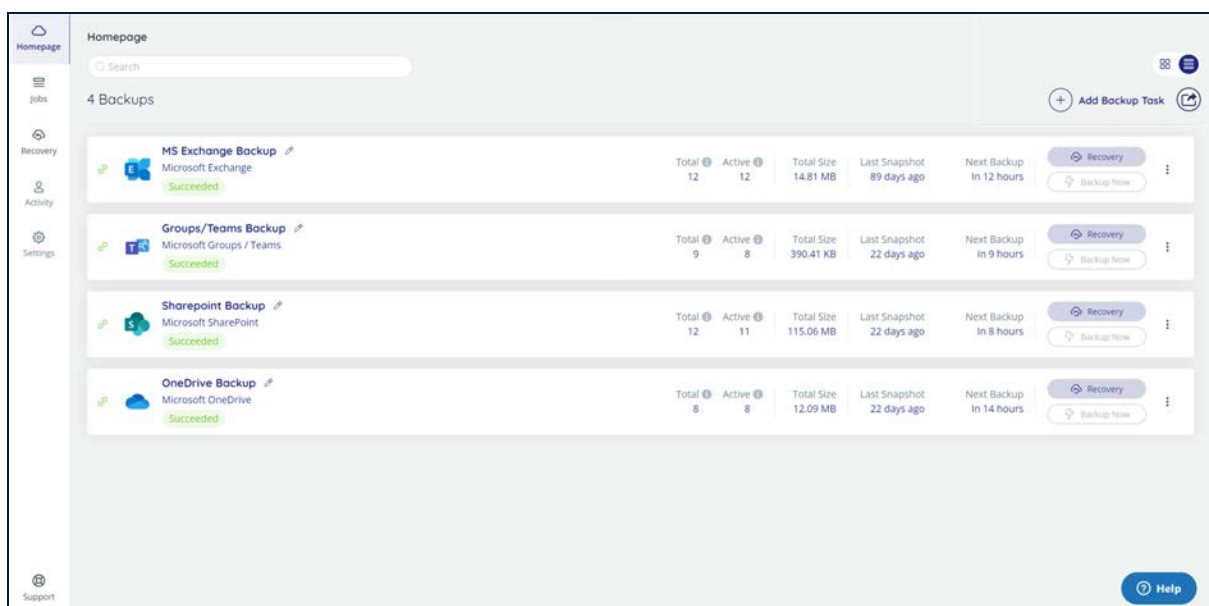 Homepage
Jobs
Recovery
Activity
Settings
Support
Homepage
Search
4 Backups
Add Backup Task
MS Exchange Backup
Microsoft Exchange
Succeeded
Total Active Total Size Last Snapshot Next Backup
12 12 14.81 MB 89 days ago In 12 hours
Recovery
Backup Now
Groups/Teams Backup
Microsoft Groups / Teams
Succeeded
Total Active Total Size Last Snapshot Next Backup
9 8 390.41 KB 22 days ago In 9 hours
Recovery
Backup Now
Sharepoint Backup
Microsoft SharePoint
Succeeded
Total Active Total Size Last Snapshot Next Backup
12 11 115.06 MB 22 days ago In 8 hours
Recovery
Backup Now
OneDrive Backup
Microsoft OneDrive
Succeeded
Total Active Total Size Last Snapshot Next Backup
8 8 12.09 MB 22 days ago In 14 hours
Recovery
Backup Now
Help